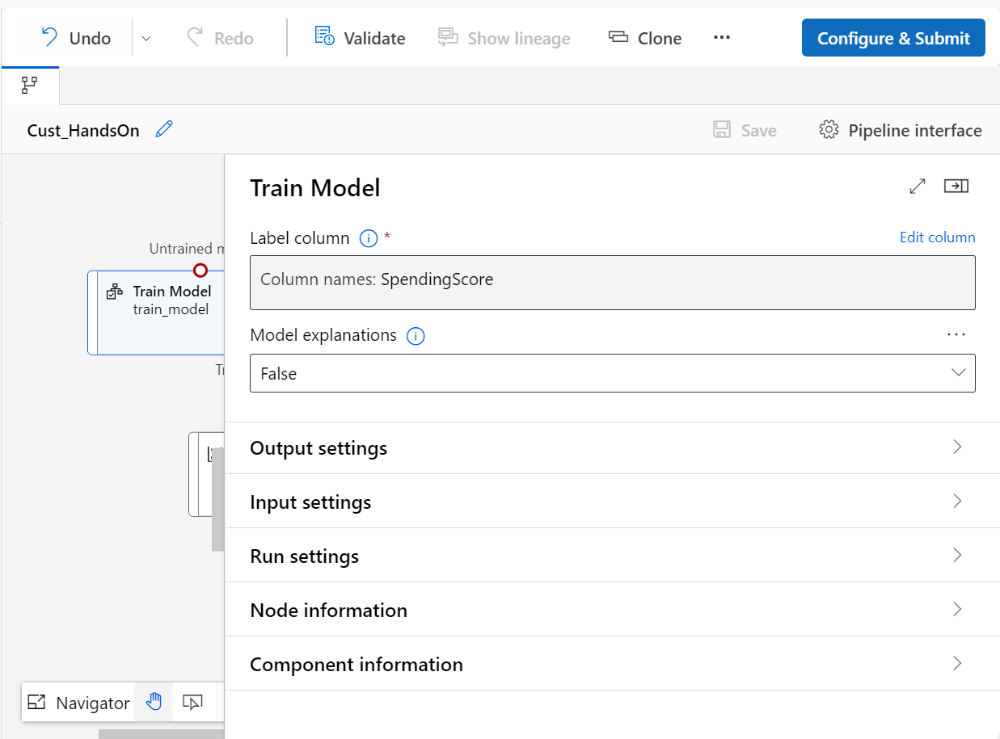 Undo
Redo
Validate
Show lineage
Clone
Configure & Submit
Cust_HandsOn
Save
Pipeline interface
Untrained
Train Model
train_model
Train Model
Label column *
Edit column
Column names: SpendingScore
Model explanations
False
Output settings
Input settings
Run settings
Node information
Component information
Navigator